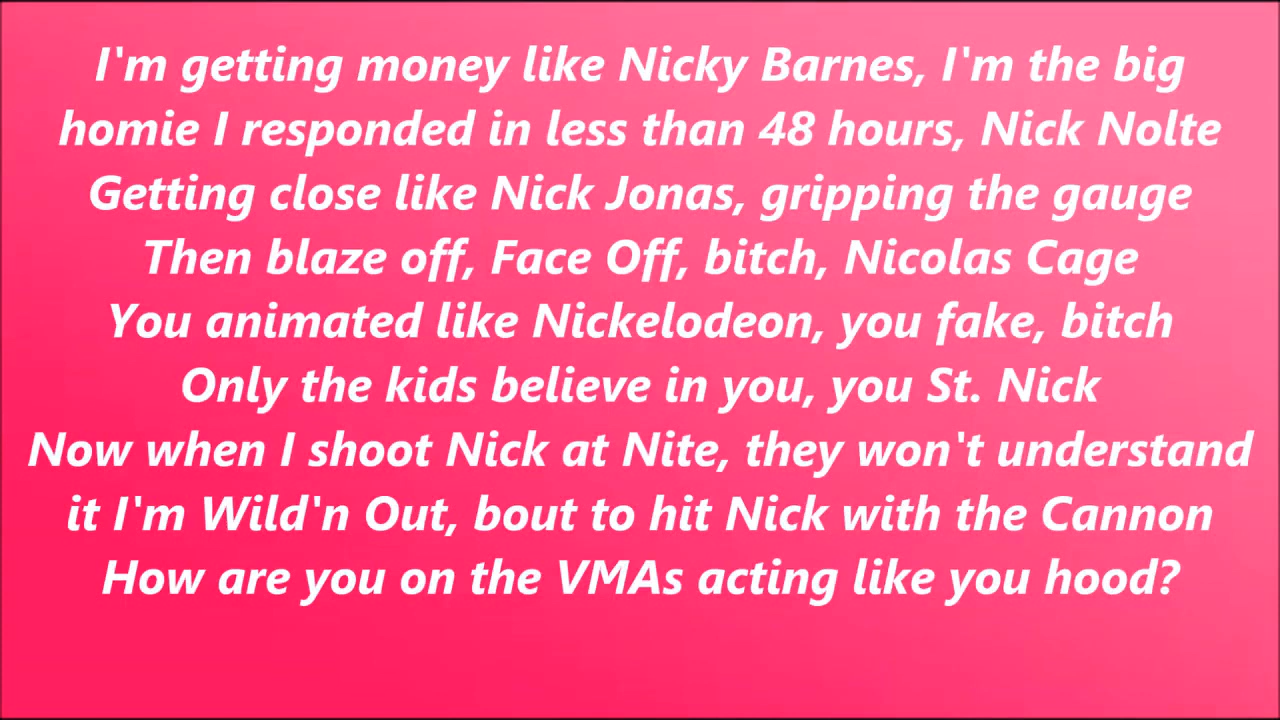 I'm getting money like Nicky Barnes, I'm the big
homie I responded in less than 48 hours, Nick Nolte
Getting close like Nick Jonas, gripping the gauge
Then blaze off, Face Off, bitch, Nicolas Cage
You animated like Nickelodeon, you fake, bitch
Only the kids believe in you, you St. Nick
Now when I shoot Nick at Nite, they won't understand
it I'm Wild'n Out, bout to hit Nick with the Cannon
How are you on the VMAs acting like you hood?